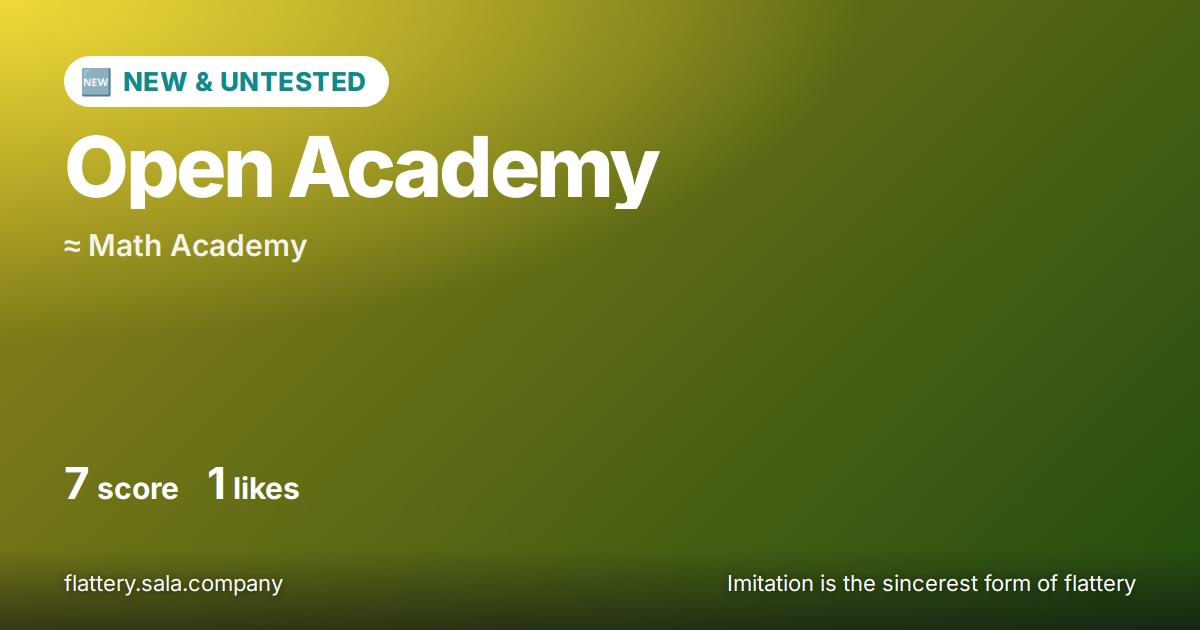 🆕 NEW & UNTESTED
Open Academy
≈ Math Academy
7 score 1 likes
flattery.sala.company
Imitation is the sincerest form of flattery